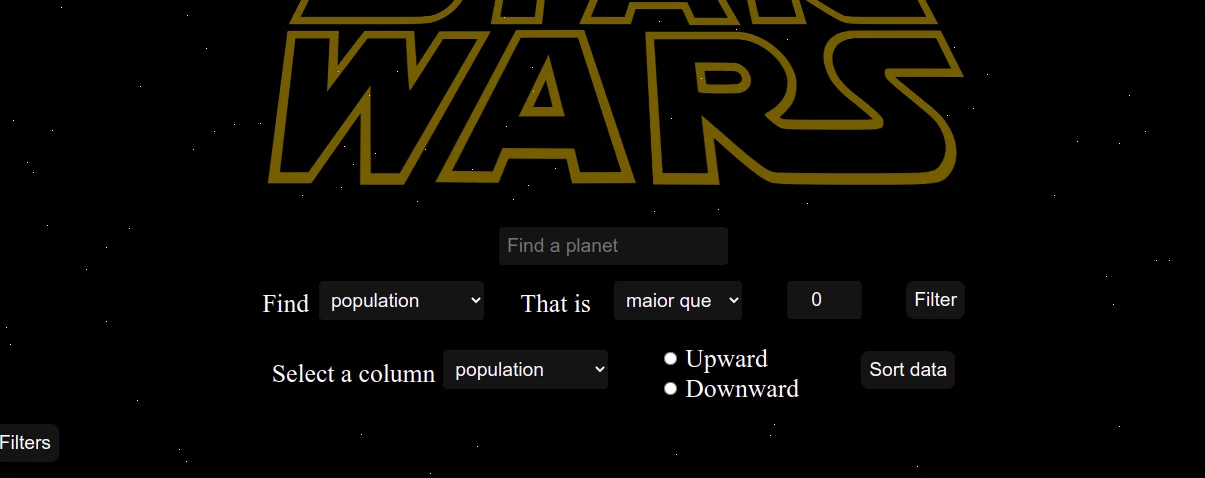 STAR
WARS
Find a planet
Find population That is maior que 0 Filter
Select a column population Upward Sort data
Downward
Filters